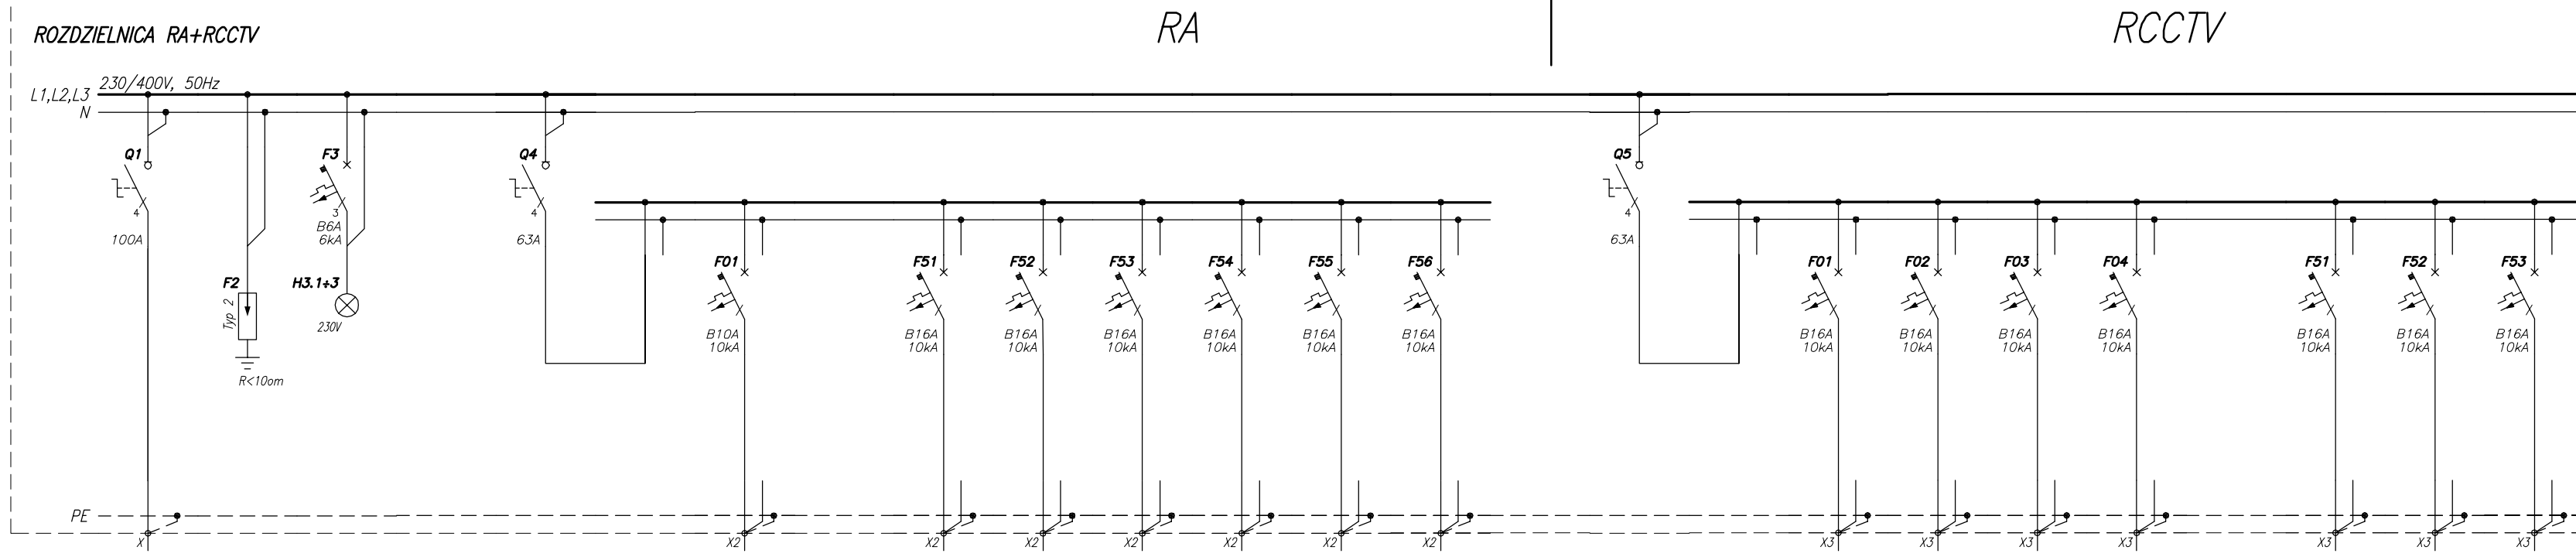 RA
RCCTV
ROZDZIELNICA RA+RCCTV
230/400V, 50Hz
L1,L2,L3
N
Q1
F3
Q4
Q5
4
3
4
4
B6A
6kA
100A
63A
63A
F01
F51
F52
F53
F54
F55
F56
F01
F02
F03
F04
F51
F52
F53
F2
H3.1÷3
Typ 2
230V
B10A
10kA
B16A
10kA
B16A
10kA
B16A
10kA
B16A
10kA
B16A
10kA
B16A
10kA
B16A
10kA
B16A
10kA
B16A
10kA
B16A
10kA
B16A
10kA
B16A
10kA
B16A
10kA
R<10om
PE
X
X2
X2
X2
X2
X2
X2
X2
X3
X3
X3
X3
X3
X3
X3